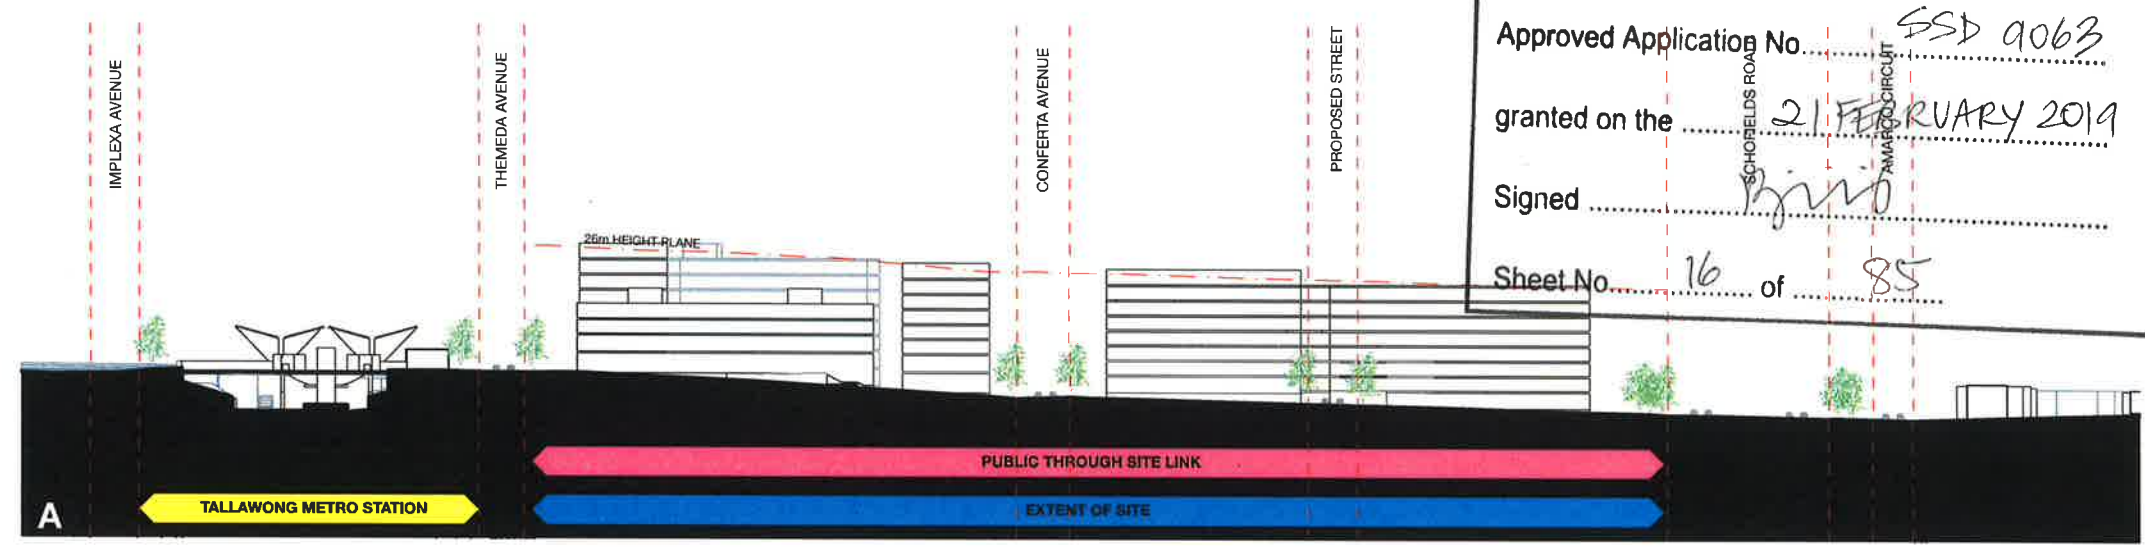 Approved Application No. SSD 9063
granted on the 21 FEBRUARY 2019
Signed
Sheet No. 16 of 85
IMPLEXA AVENUE
THEMEDA AVENUE
CONFERTA AVENUE
PROPOSED STREET
SCHOFIELDS ROAD
AMARCO CIRCUIT
26m HEIGHT PLANE
PUBLIC THROUGH SITE LINK
TALLAWONG METRO STATION
EXTENT OF SITE
A